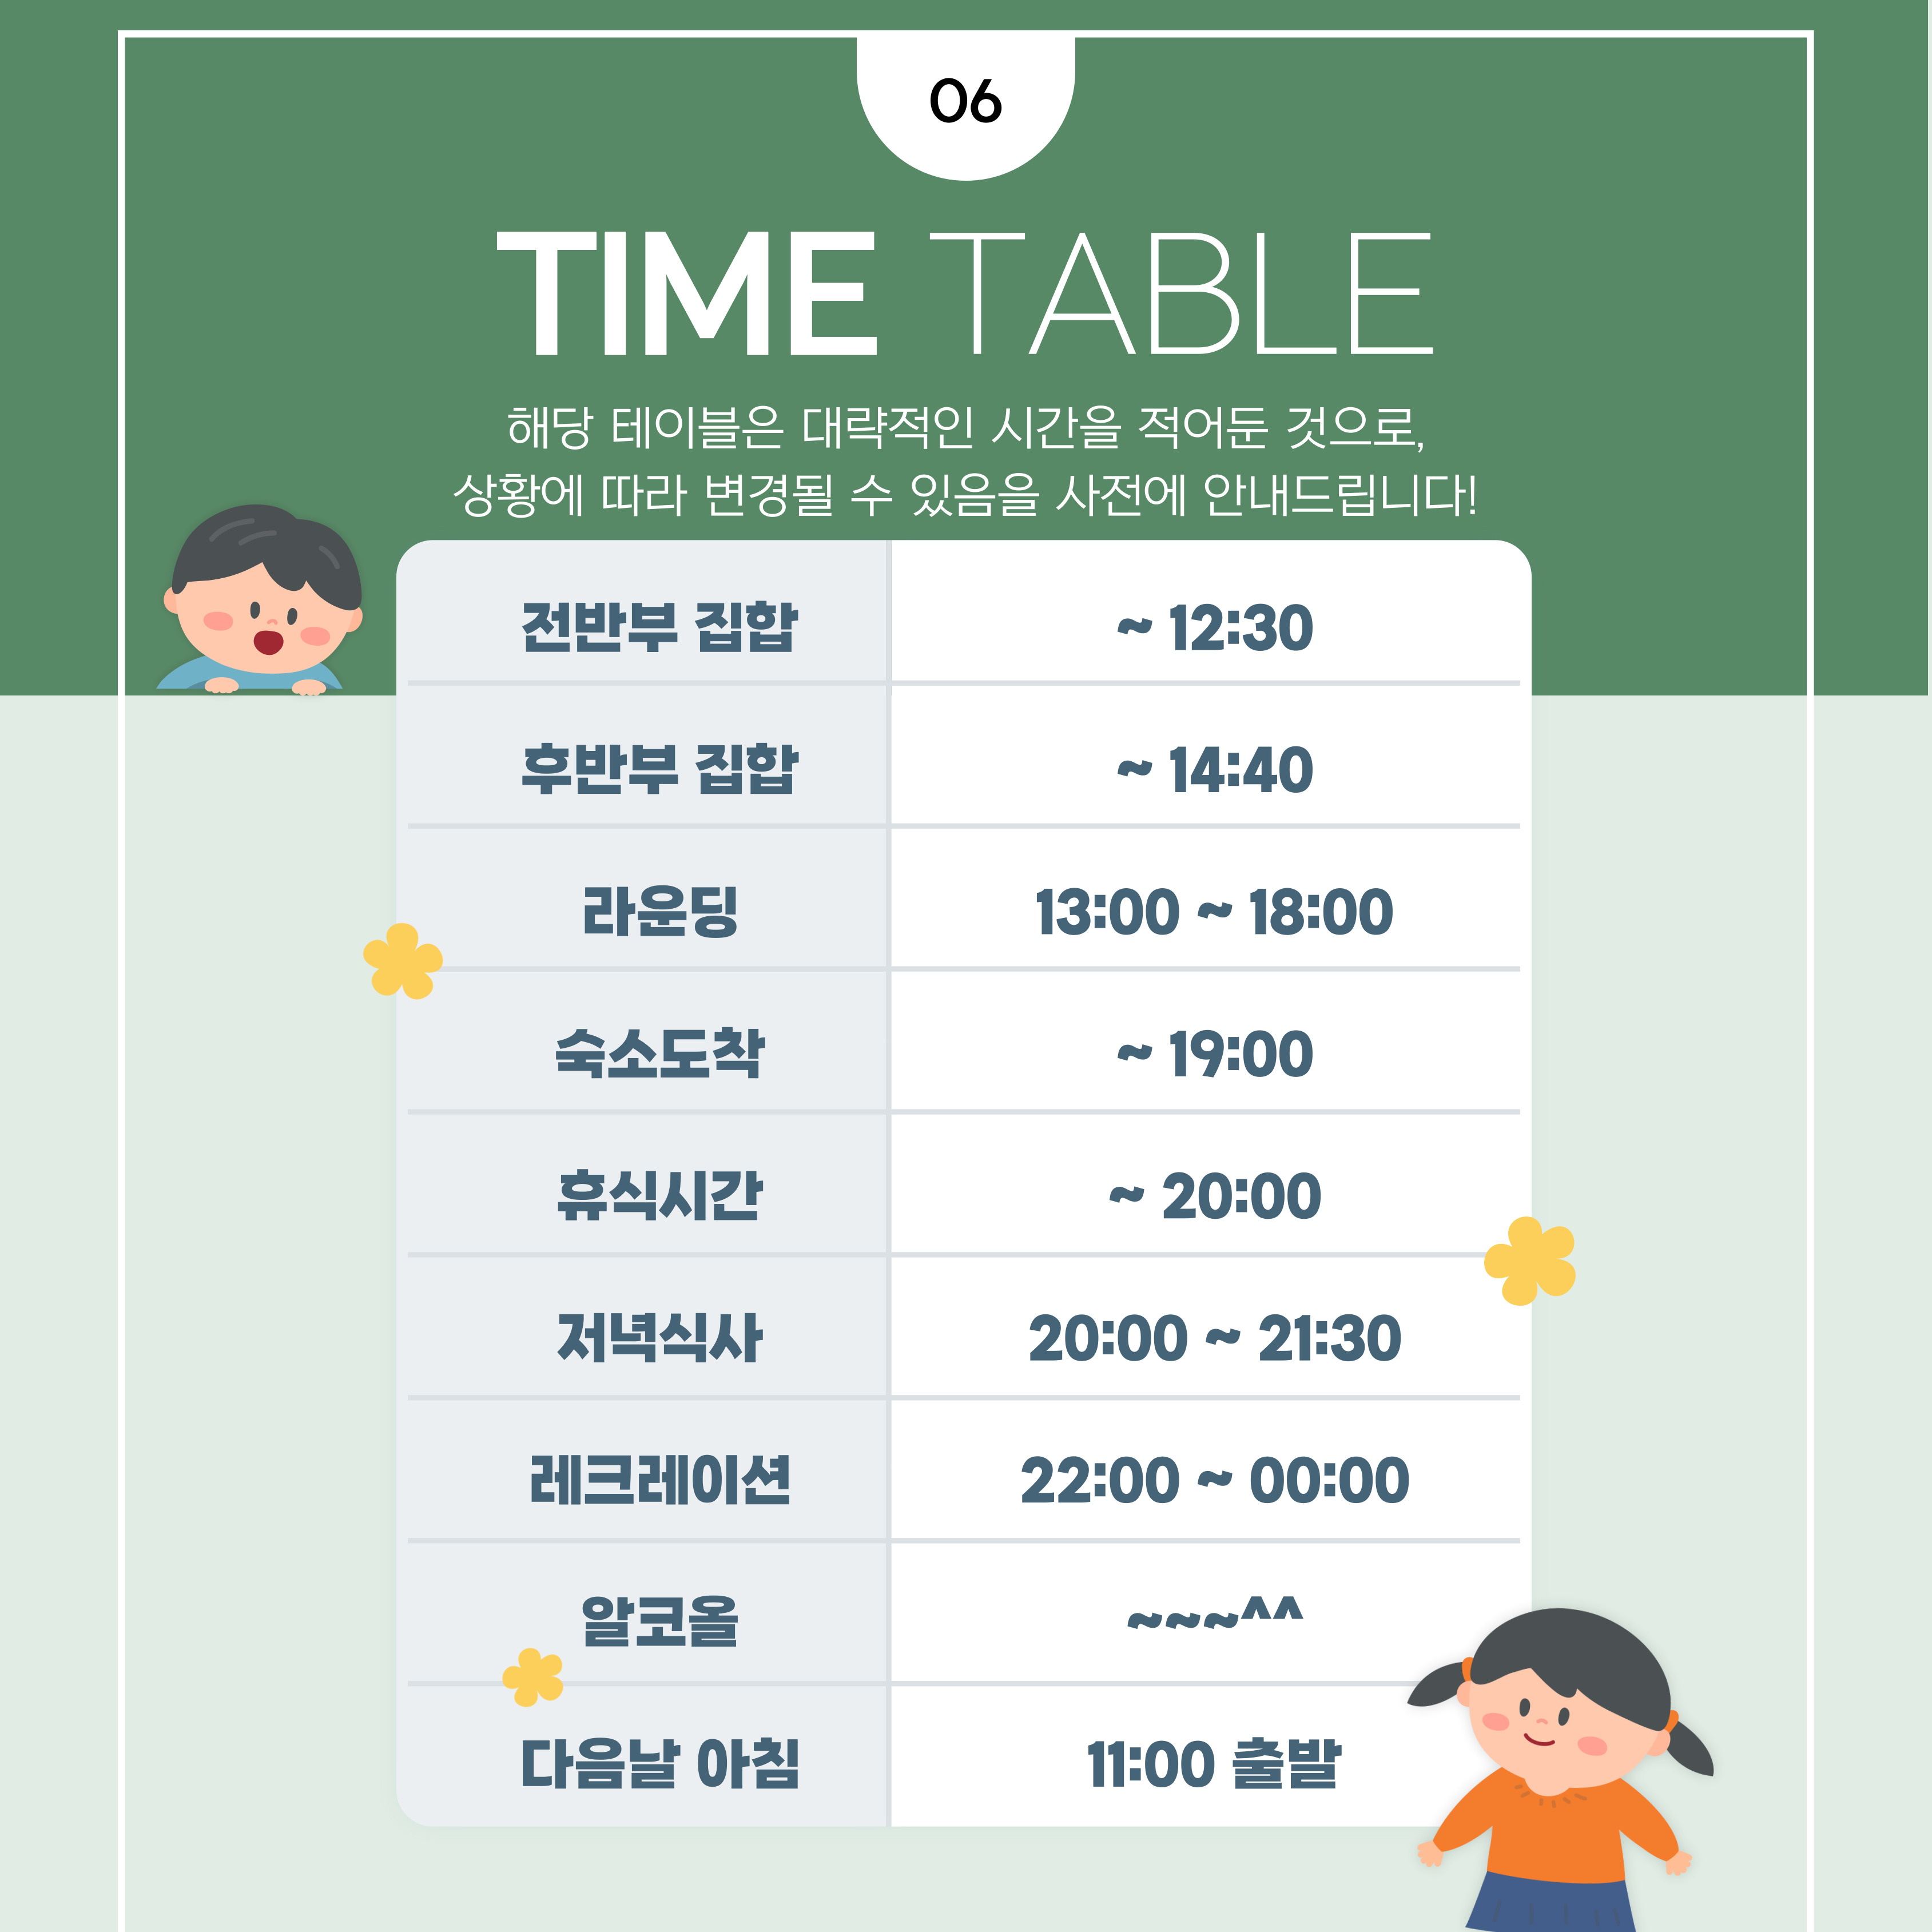 06
TIME TABLE
해당 테이블은 대략적인 시간을 적어둔 것으로,
상황에 따라 변경될 수 있음을 사전에 안내드립니다!
전반부 집합 ~ 12:30
후반부 집합 ~ 14:40
라운딩 13:00 ~ 18:00
숙소도착 ~ 19:00
휴식시간 ~ 20:00
저녁식사 20:00 ~ 21:30
레크레이션 22:00 ~ 00:00
알코올 ~~~^^
다음날 아침 11:00 출발